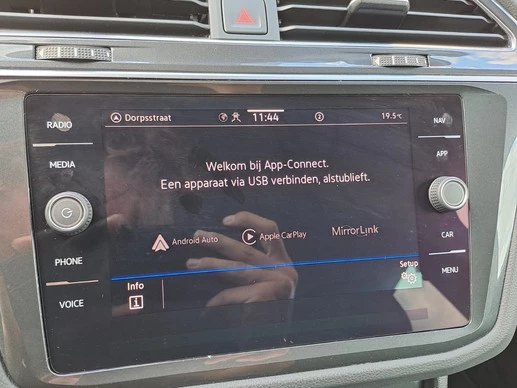 RADIO
MEDIA
PHONE
VOICE
Dorpsstraat
11:44
2
19.5°C
Welkom bij App-Connect.
Een apparaat via USB verbinden, alstublieft.
Android Auto
Apple CarPlay
MirrorLink
Info
i
Setup
NAV
APP
CAR
MENU